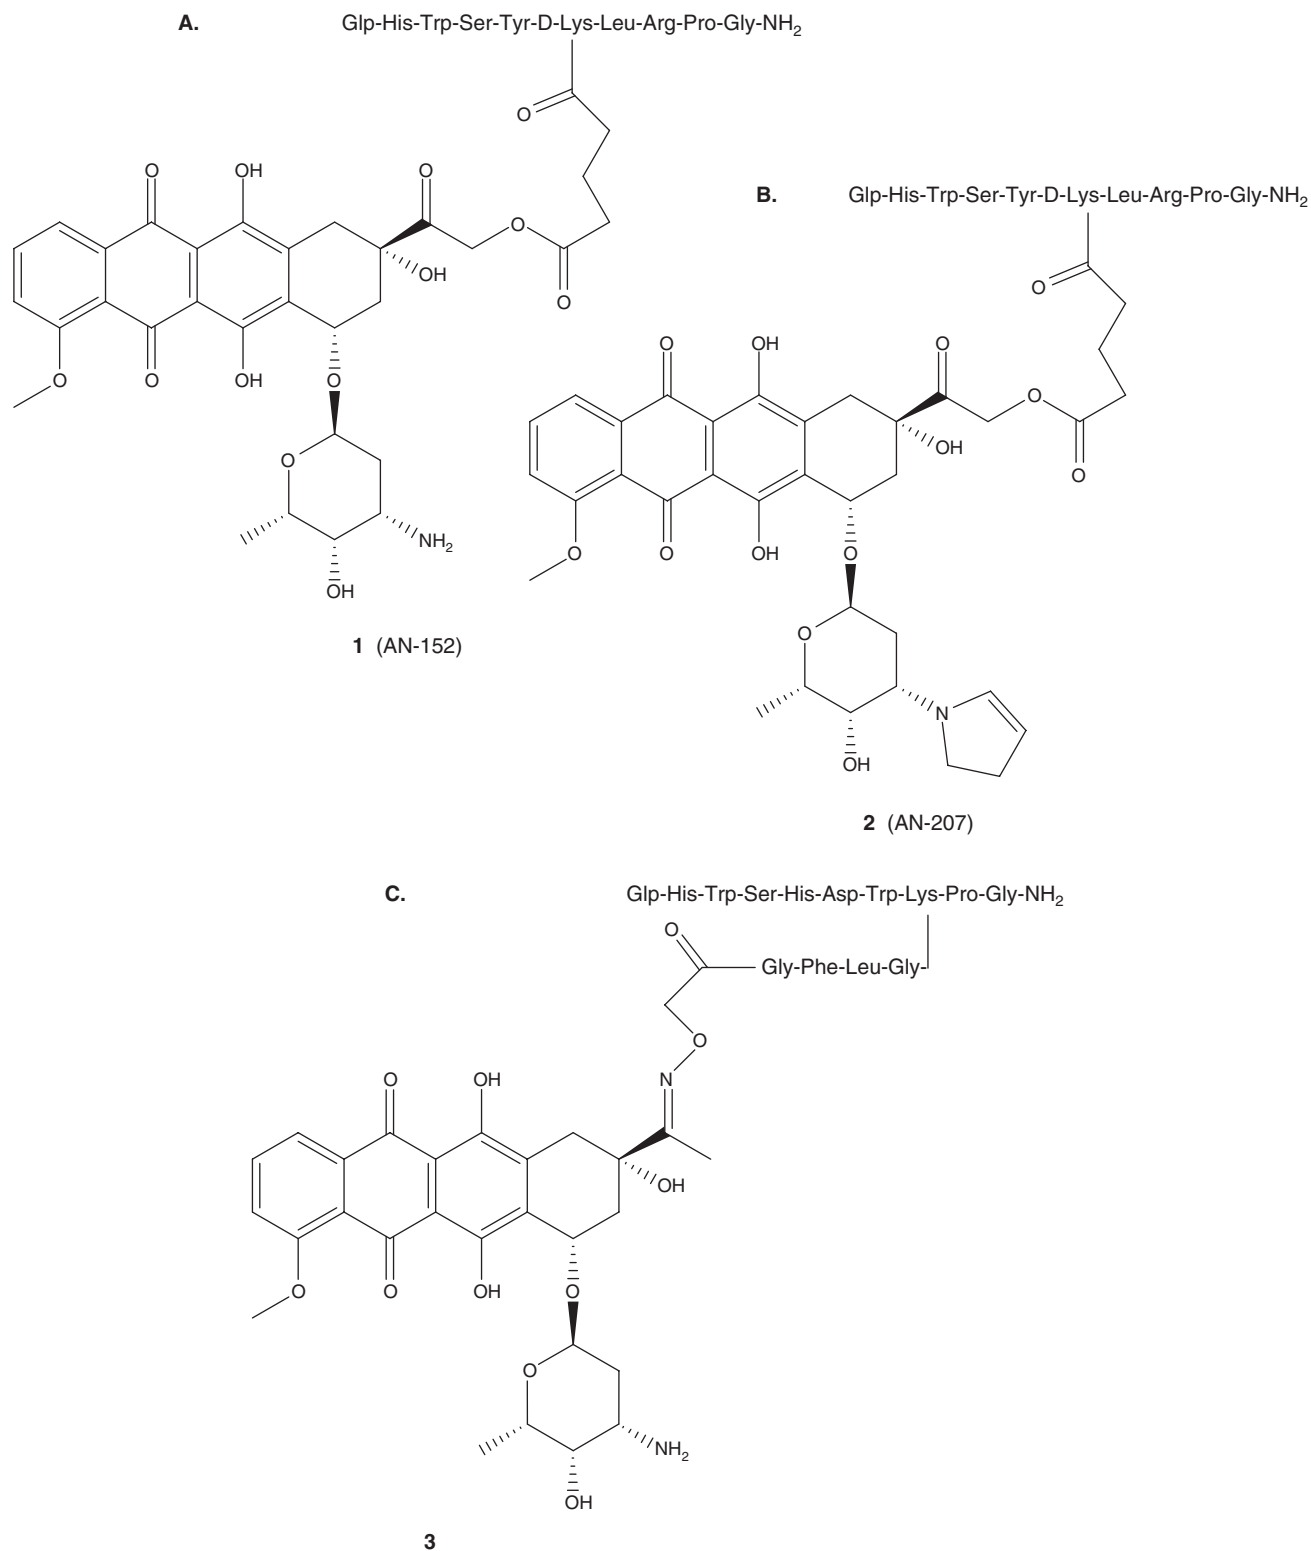 A.
Glp-His-Trp-Ser-Tyr-D-Lys-Leu-Arg-Pro-Gly-NH2
O
O
OH
O
O
OH
O
O
O
OH
O
O
O
NH2
OH
1 (AN-152)
B.
Glp-His-Trp-Ser-Tyr-D-Lys-Leu-Arg-Pro-Gly-NH2
O
O
OH
O
O
OH
O
O
O
OH
O
O
N
OH
2 (AN-207)
C.
Glp-His-Trp-Ser-His-Asp-Trp-Lys-Pro-Gly-NH2
O
Gly-Phe-Leu-Gly-
O
O
OH
N
OH
O
O
OH
O
O
NH2
OH
3